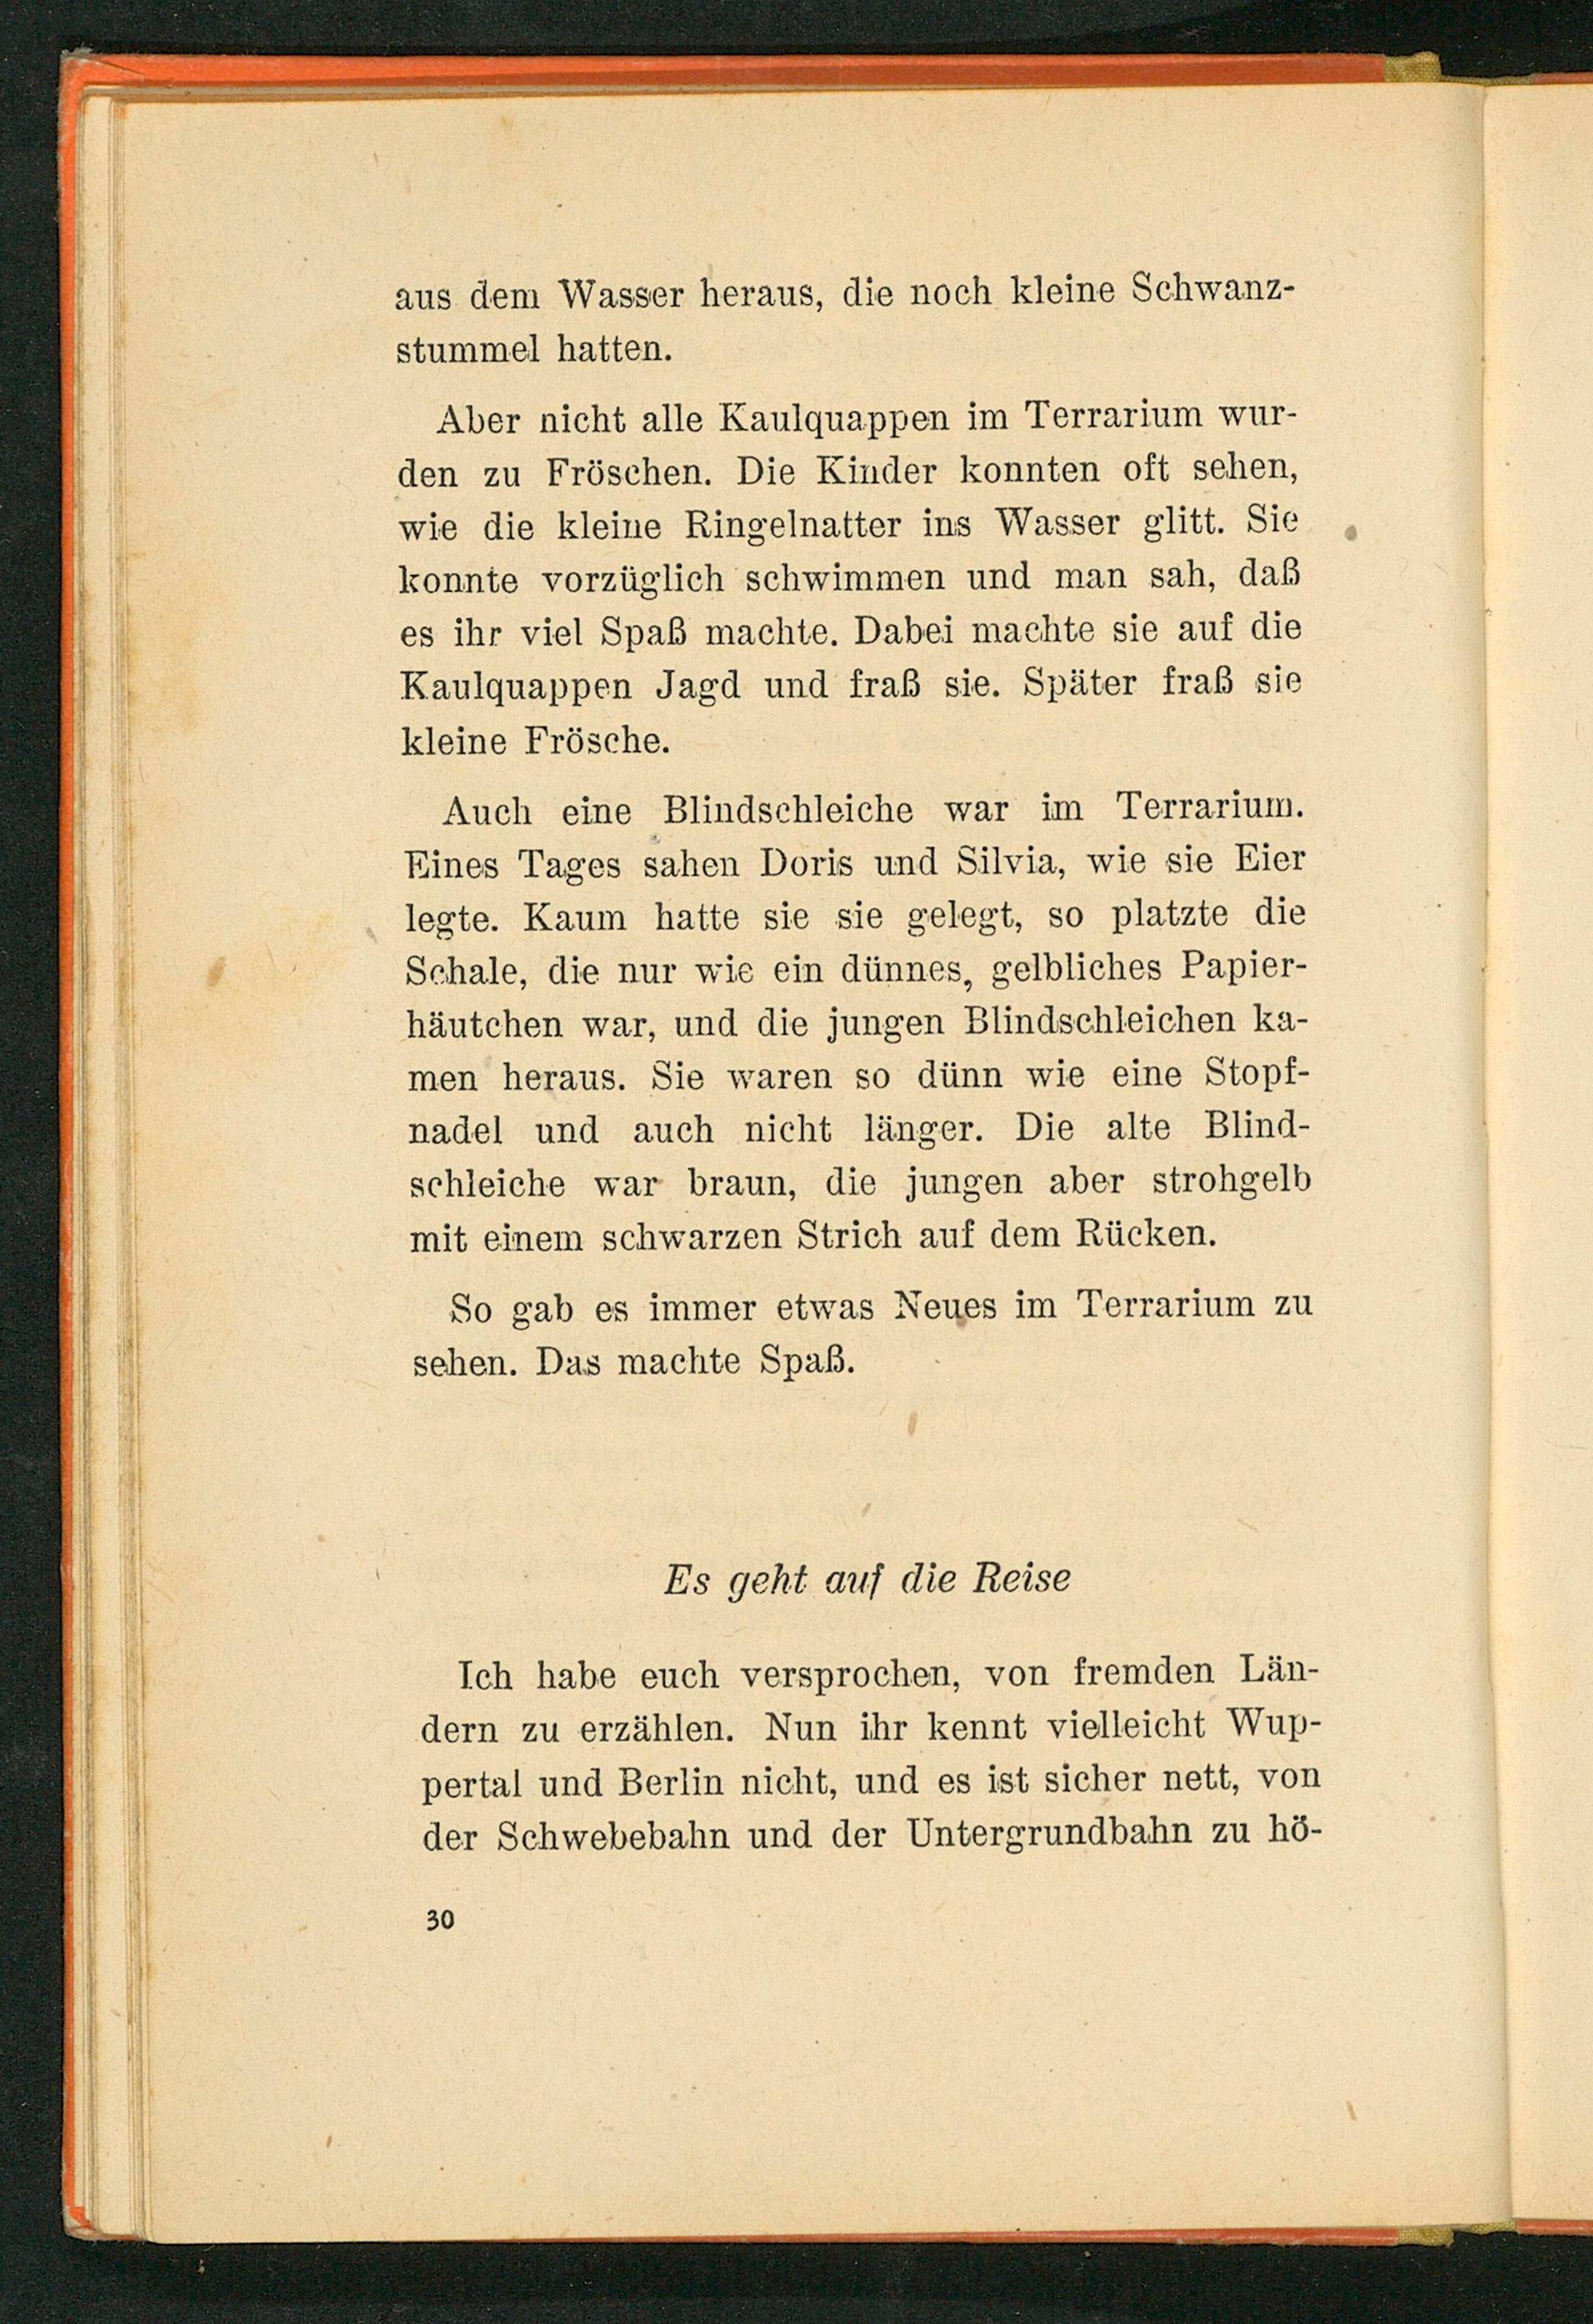 aus dem Wasser heraus, die noch kleine Schwanz-
stummel hatten.
Aber nicht alle Kaulquappen im Terrarium wur-
den zu Fröschen. Die Kinder konnten oft sehen,
wie die kleine Ringelnatter ins Wasser glitt. Sie
konnte vorzüglich schwimmen und man sah, daß
es ihr viel Spaß machte. Dabei machte sie auf die
Kaulquappen Jagd und fraß sie. Später fraß sie
kleine Frösche.
Auch eine Blindschleiche war im Terrarium.
Eines Tages sahen Doris und Silvia, wie sie Eier
legte. Kaum hatte sie sie gelegt, so platzte die
Schale, die nur wie ein dünnes, gelbliches Papier-
häutchen war, und die jungen Blindschleichen ka-
men heraus. Sie waren so dünn wie eine Stopf-
nadel und auch nicht länger. Die alte Blind-
schleiche war braun, die jungen aber strohgelb
mit einem schwarzen Strich auf dem Rücken.
So gab es immer etwas Neues im Terrarium zu
sehen. Das machte Spaß.
Es geht auf die Reise
Ich habe euch versprochen, von fremden Län-
dern zu erzählen. Nun ihr kennt vielleicht Wup-
pertal und Berlin nicht, und es ist sicher nett, von
der Schwebebahn und der Untergrundbahn zu hö-
30